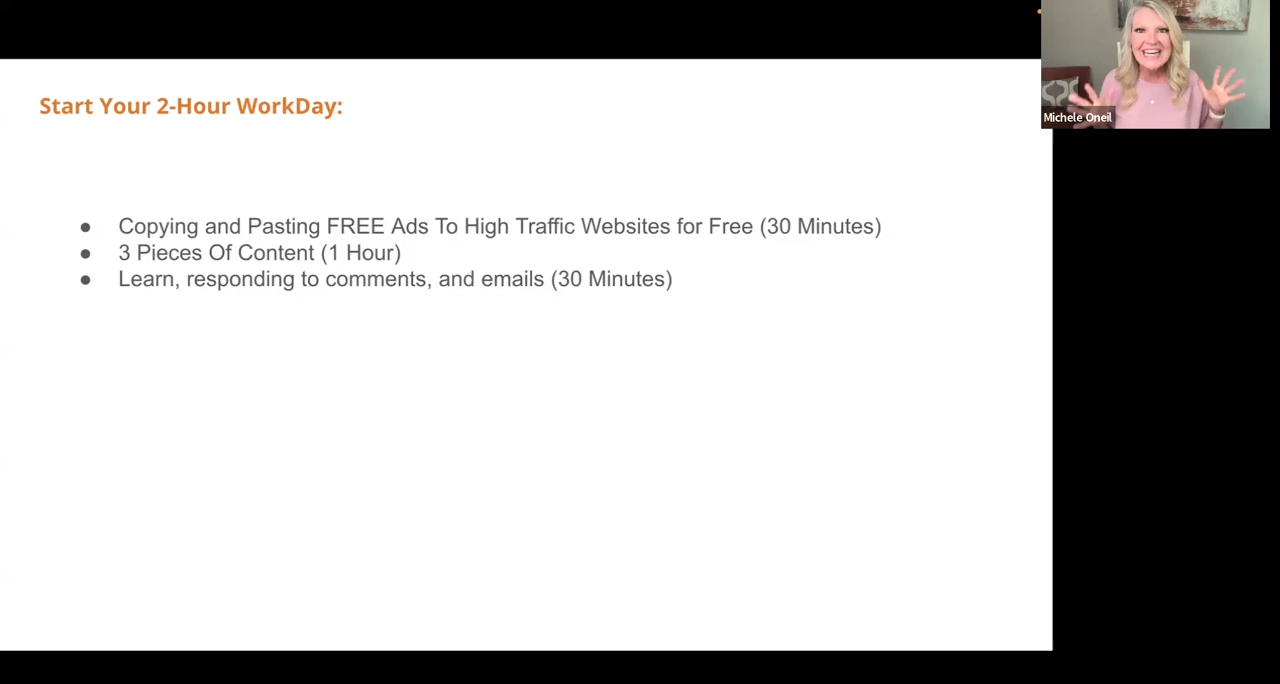 Start Your 2-Hour WorkDay:
● Copying and Pasting FREE Ads To High Traffic Websites for Free (30 Minutes)
● 3 Pieces Of Content (1 Hour)
● Learn, responding to comments, and emails (30 Minutes)
Michele Oneil